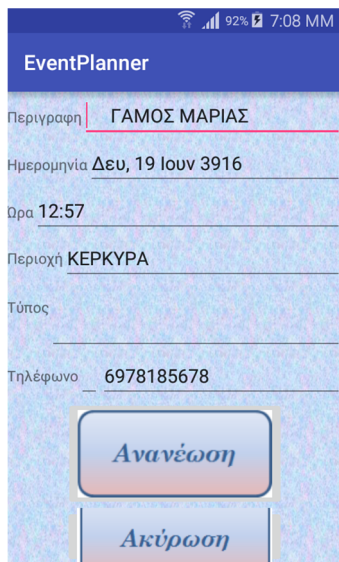 92% 7:08 MM
EventPlanner
Περιγραφη ΓΑΜΟΣ ΜΑΡΙΑΣ
Ημερομηνία Δευ, 19 Ιουν 3916
Ώρα 12:57
Περιοχή ΚΕΡΚΥΡΑ
Τύπος
Τηλέφωνο 6978185678
Ανανέωση
Ακύρωση